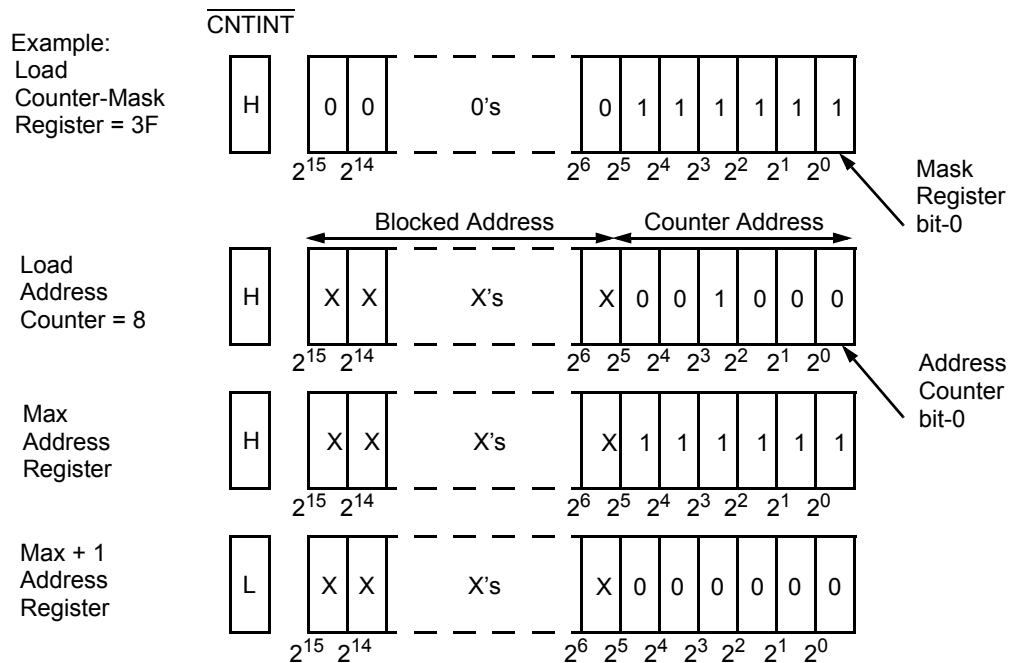 CNTINT
Example:
Load
Counter-Mask
Register = 3F
H
0 0 0's 0 1 1 1 1 1 1
2^15 2^14 2^6 2^5 2^4 2^3 2^2 2^1 2^0
Mask
Register
bit-0
Blocked Address Counter Address
Load
Address
Counter = 8
H
X X X's X 0 0 1 0 0 0
2^15 2^14 2^6 2^5 2^4 2^3 2^2 2^1 2^0
Address
Counter
bit-0
Max
Address
Register
H
X X X's X 1 1 1 1 1 1
2^15 2^14 2^6 2^5 2^4 2^3 2^2 2^1 2^0
Max + 1
Address
Register
L
X X X's X 0 0 0 0 0 0
2^15 2^14 2^6 2^5 2^4 2^3 2^2 2^1 2^0